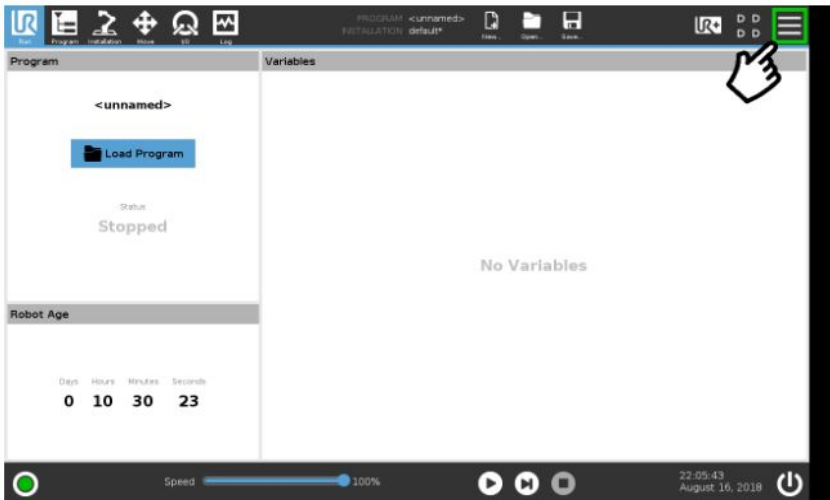 UR
Run
Program
Installation
Move
I/O
Log
PROGRAM <unnamed>
INSTALLATION default*
New...
Open...
Save...
UR+
D D
D D
Program
<unnamed>
Load Program
Status
Stopped
Variables
No Variables
Robot Age
Days Hours Minutes Seconds
0 10 30 23
Speed 100%
22:05:43
August 16, 2018